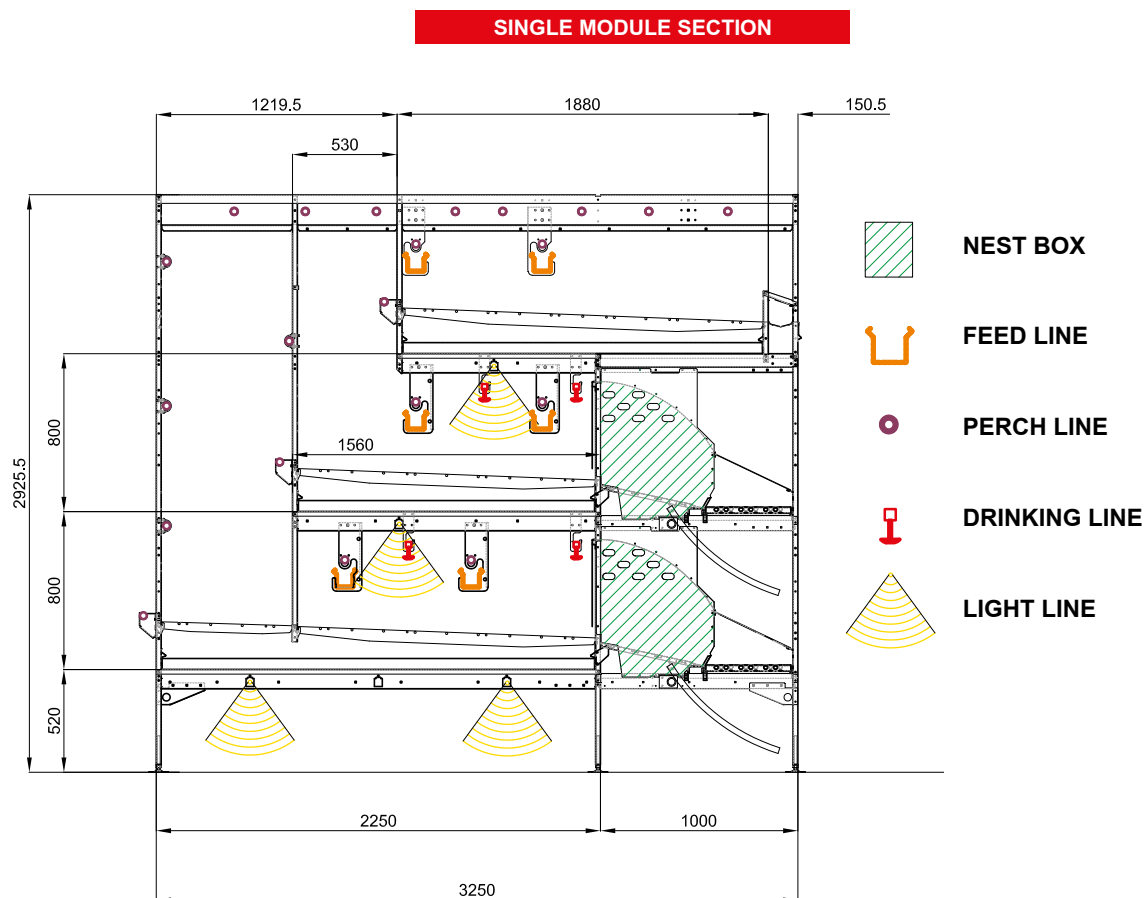 SINGLE MODULE SECTION
1219.5
1880
150.5
530
NEST BOX
FEED LINE
PERCH LINE
DRINKING LINE
LIGHT LINE
2925.5
800
1560
800
520
2250
1000
3250